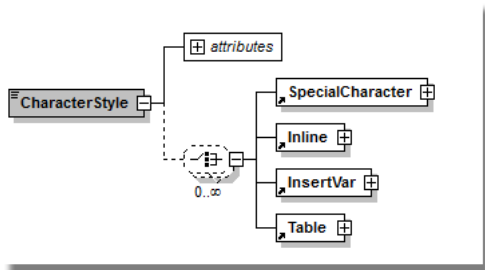 attributes
CharacterStyle
SpecialCharacter
Inline
0..∞
InsertVar
Table